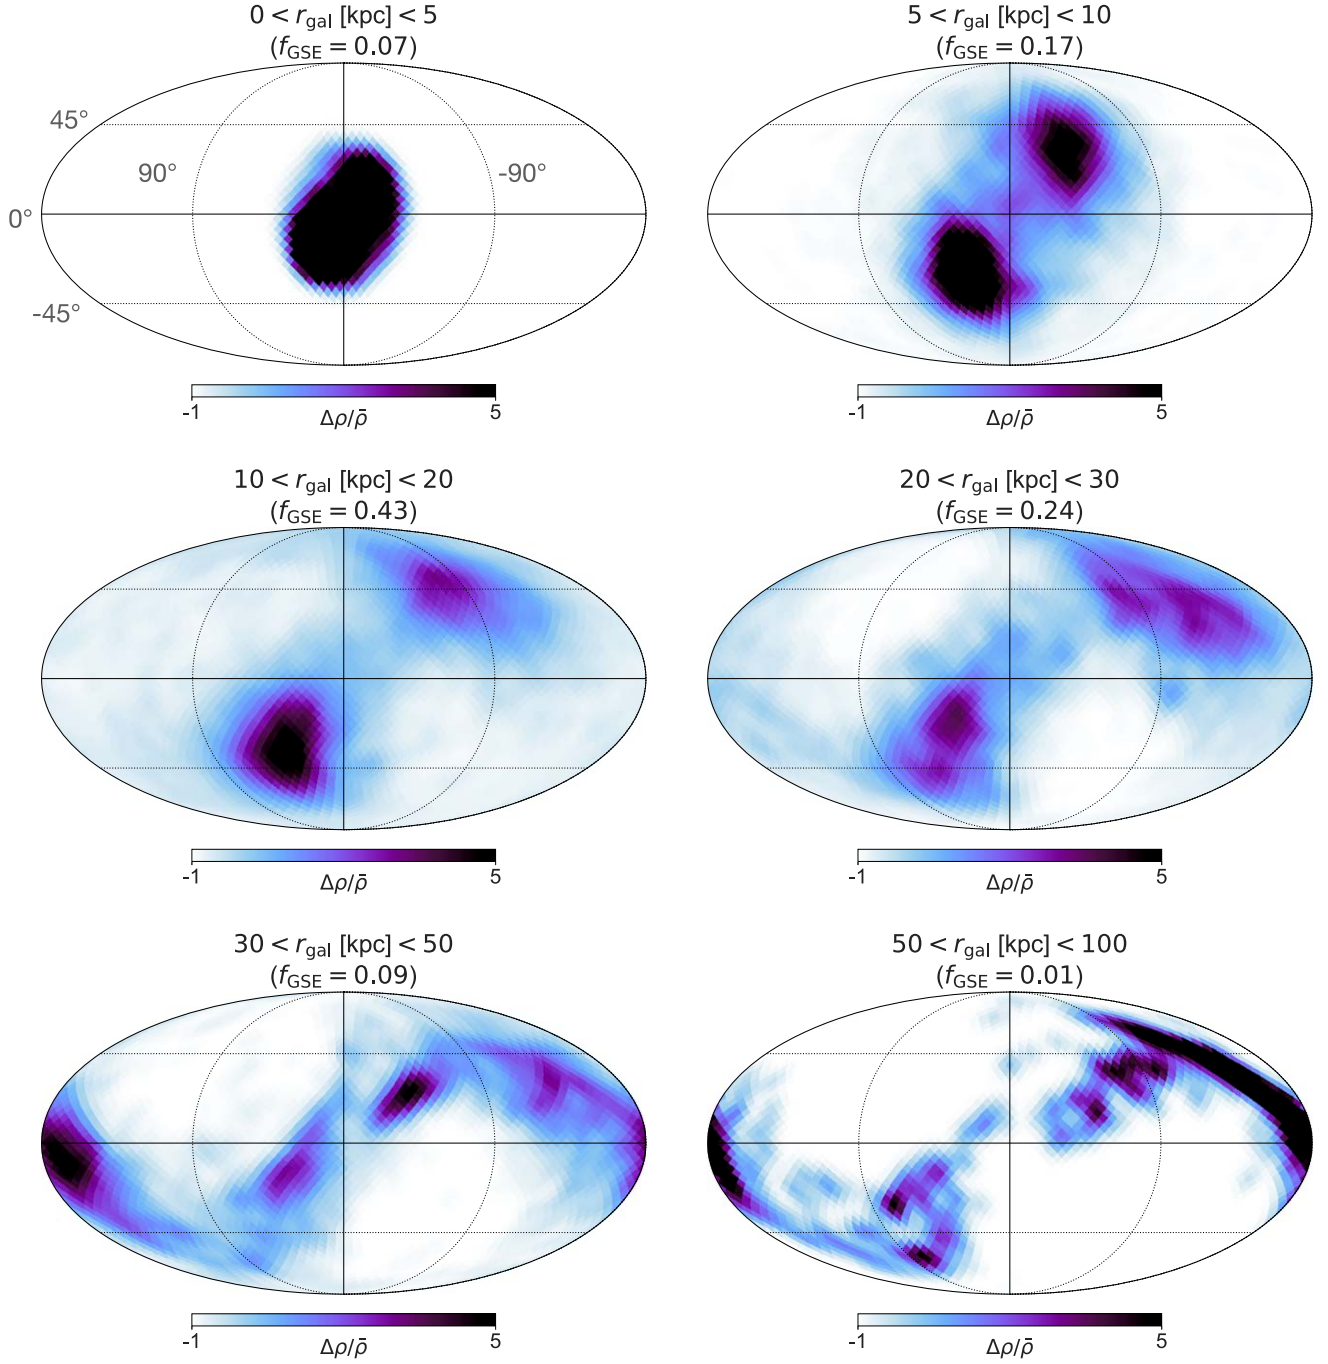 0 < r_gal [kpc] < 5
(f_GSE = 0.07)
45°
90°
-90°
0°
-45°
-1
5
Δρ/ρ̄
5 < r_gal [kpc] < 10
(f_GSE = 0.17)
-1
5
Δρ/ρ̄
10 < r_gal [kpc] < 20
(f_GSE = 0.43)
-1
5
Δρ/ρ̄
20 < r_gal [kpc] < 30
(f_GSE = 0.24)
-1
5
Δρ/ρ̄
30 < r_gal [kpc] < 50
(f_GSE = 0.09)
-1
5
Δρ/ρ̄
50 < r_gal [kpc] < 100
(f_GSE = 0.01)
-1
5
Δρ/ρ̄